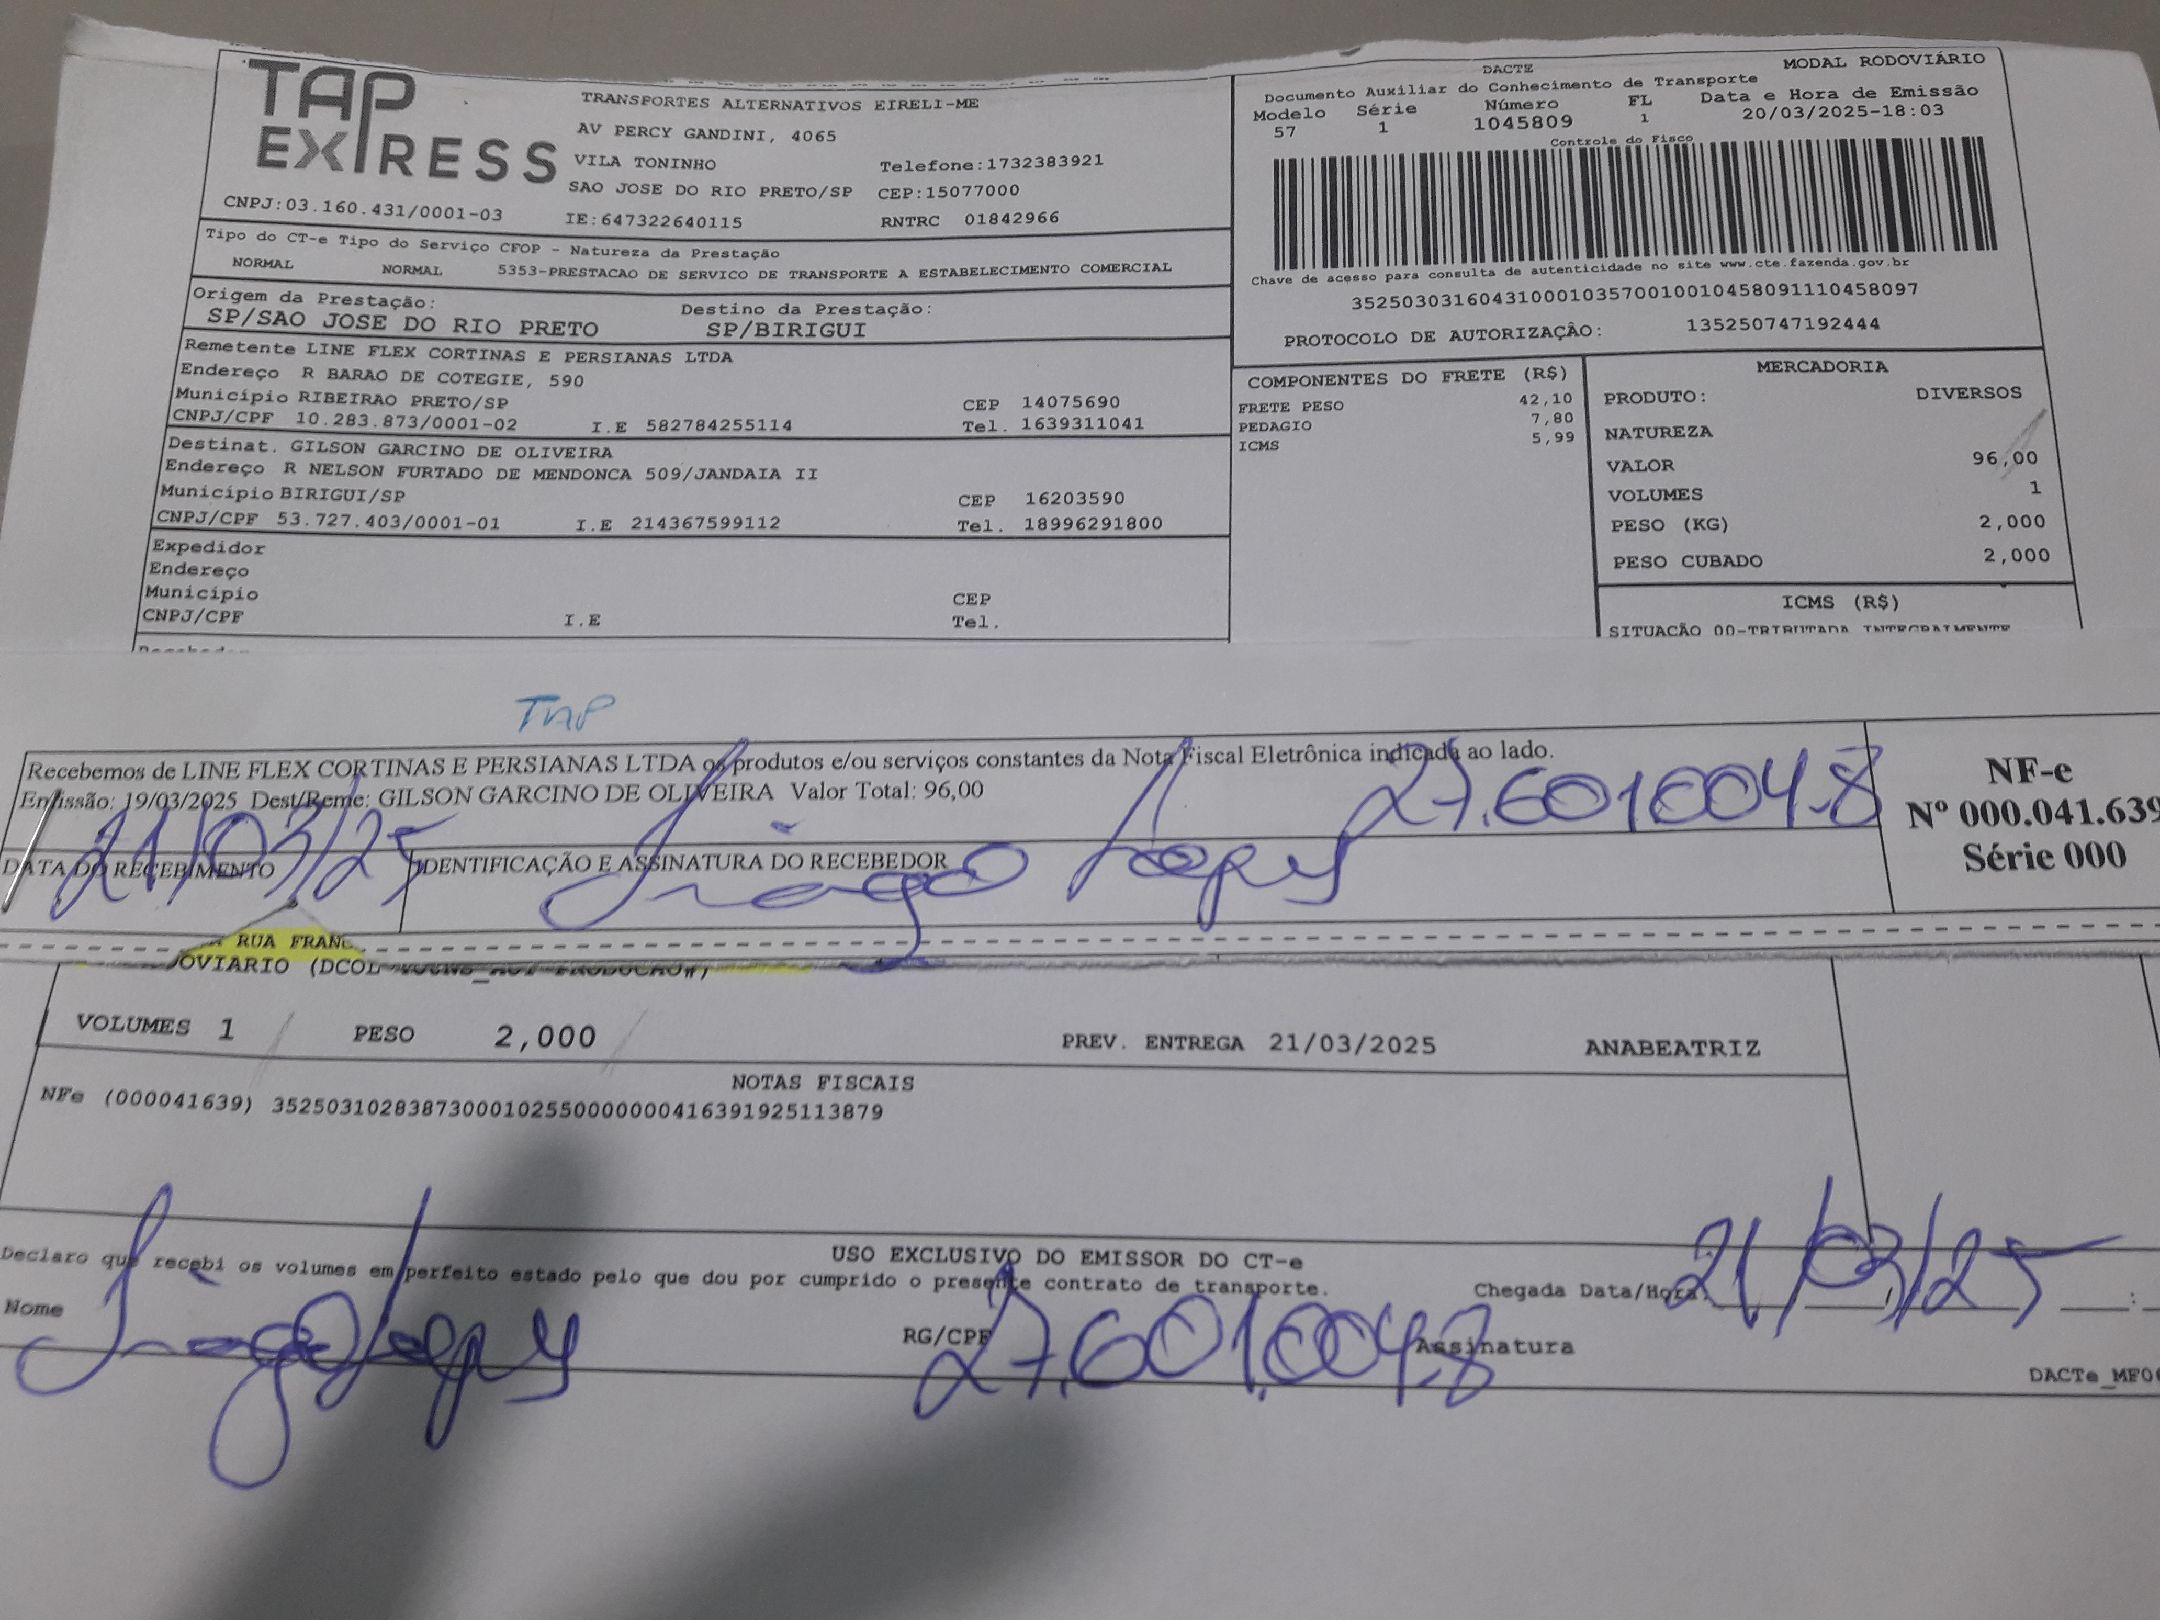 TAP EXPRESS
TRANSPORTES ALTERNATIVOS EIRELI-ME
AV PERCY GANDINI, 4065
VILA TONINHO Telefone:1732383921
SAO JOSE DO RIO PRETO/SP CEP:15077000
CNPJ:03.160.431/0001-03 IE:647322640115 RNTRC 01842966
DACTE MODAL RODOVIÁRIO
Documento Auxiliar do Conhecimento de Transporte
Modelo Série Número FL Data e Hora de Emissão
57 1 1045809 1 20/03/2025-18:03
Controle do Fisco
Chave de acesso para consulta de autenticidade no site www.cte.fazenda.gov.br
35250303160431000103570010010458091110458097
PROTOCOLO DE AUTORIZAÇÂO: 135250747192444
Tipo do CT-e Tipo do Serviço CFOP - Natureza da Prestação
NORMAL NORMAL 5353-PRESTACAO DE SERVICO DE TRANSPORTE A ESTABELECIMENTO COMERCIAL
Origem da Prestação: Destino da Prestação:
SP/SAO JOSE DO RIO PRETO SP/BIRIGUI
Remetente LINE FLEX CORTINAS E PERSIANAS LTDA
Endereço R BARAO DE COTEGIE, 590
Município RIBEIRAO PRETO/SP CEP 14075690
CNPJ/CPF 10.283.873/0001-02 I.E 582784255114 Tel. 1639311041
Destinat. GILSON GARCINO DE OLIVEIRA
Endereço R NELSON FURTADO DE MENDONCA 509/JANDAIA II
Município BIRIGUI/SP CEP 16203590
CNPJ/CPF 53.727.403/0001-01 I.E 214367599112 Tel. 18996291800
Expedidor
Endereço
Município CEP
CNPJ/CPF I.E Tel.
Recebedor
COMPONENTES DO FRETE (R$)
FRETE PESO 42,10
PEDAGIO 7,80
ICMS 5,99
MERCADORIA
PRODUTO: DIVERSOS
NATUREZA
VALOR 96,00
VOLUMES 1
PESO (KG) 2,000
PESO CUBADO 2,000
ICMS (R$)
SITUACÃO 00-TRIBUTADA INTEGRALMENTE
TAP
Recebemos de LINE FLEX CORTINAS E PERSIANAS LTDA os produtos e/ou serviços constantes da Nota Fiscal Eletrônica indicada ao lado.
Emissão: 19/03/2025 Dest/Reme: GILSON GARCINO DE OLIVEIRA Valor Total: 96,00
DATA DO RECEBIMENTO IDENTIFICAÇÃO E ASSINATURA DO RECEBEDOR
21/03/25 Tiago Lopes 27.601.004-8
NF-e
Nº 000.041.639
Série 000
RUA FRANC
OVIARIO (DCOL
VOLUMES 1 PESO 2,000 PREV. ENTREGA 21/03/2025 ANABEATRIZ
NOTAS FISCAIS
NFe (000041639) 35250310283873000102550000000416391925113879
USO EXCLUSIVO DO EMISSOR DO CT-e
Declaro que recebi os volumes em perfeito estado pelo que dou por cumprido o presente contrato de transporte.
Chegada Data/Hora: 21/03/25
Nome Tiago Lopes RG/CPF 27.601.004-8 Assinatura
DACTe_MF0